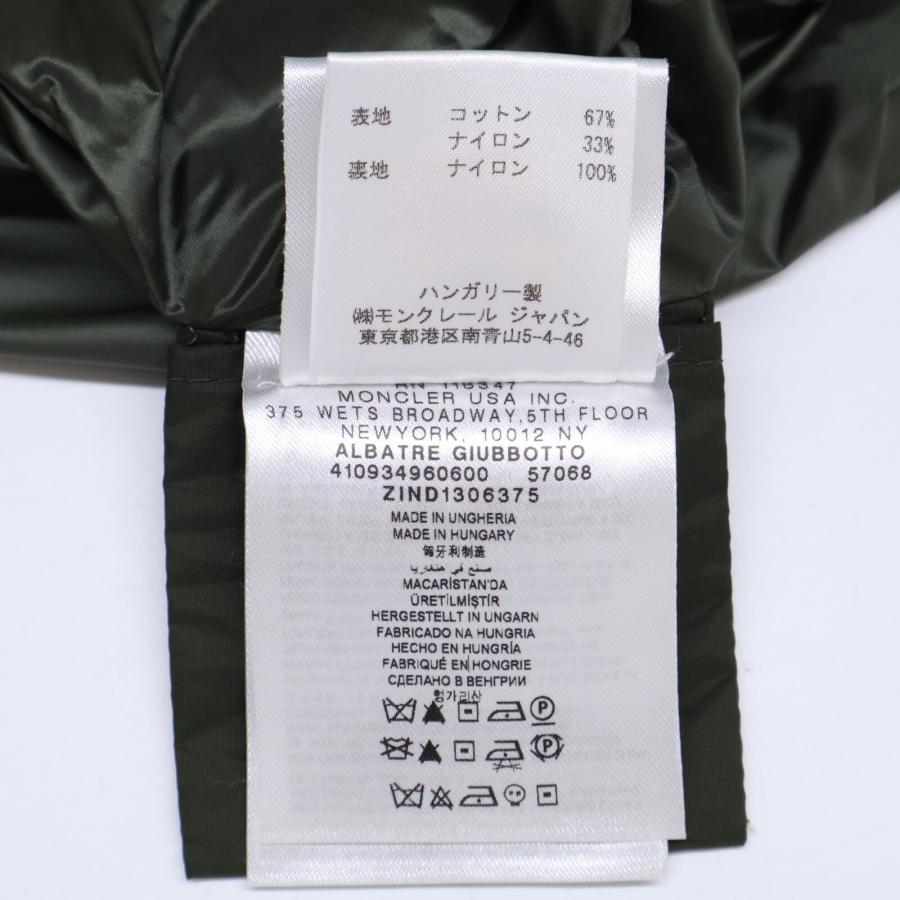 表地 コットン 67%
ナイロン 33%
裏地 ナイロン 100%
ハンガリー製
㈱モンクレール ジャパン
東京都港区南青山5-4-46
RN 116347
MONCLER USA INC.
375 WETS BROADWAY,5TH FLOOR
NEWYORK, 10012 NY
ALBATRE GIUBBOTTO
410934960600 57068
ZIND1306375
MADE IN UNGHERIA
MADE IN HUNGARY
匈牙利制造
صنع في هنغاريا
MACARİSTAN'DA
ÜRETİLMİŞTİR
HERGESTELLT IN UNGARN
FABRICADO NA HUNGRIA
HECHO EN HUNGRÍA
FABRIQUÉ EN HONGRIE
СДЕЛАНО В ВЕНГРИИ
헝가리산